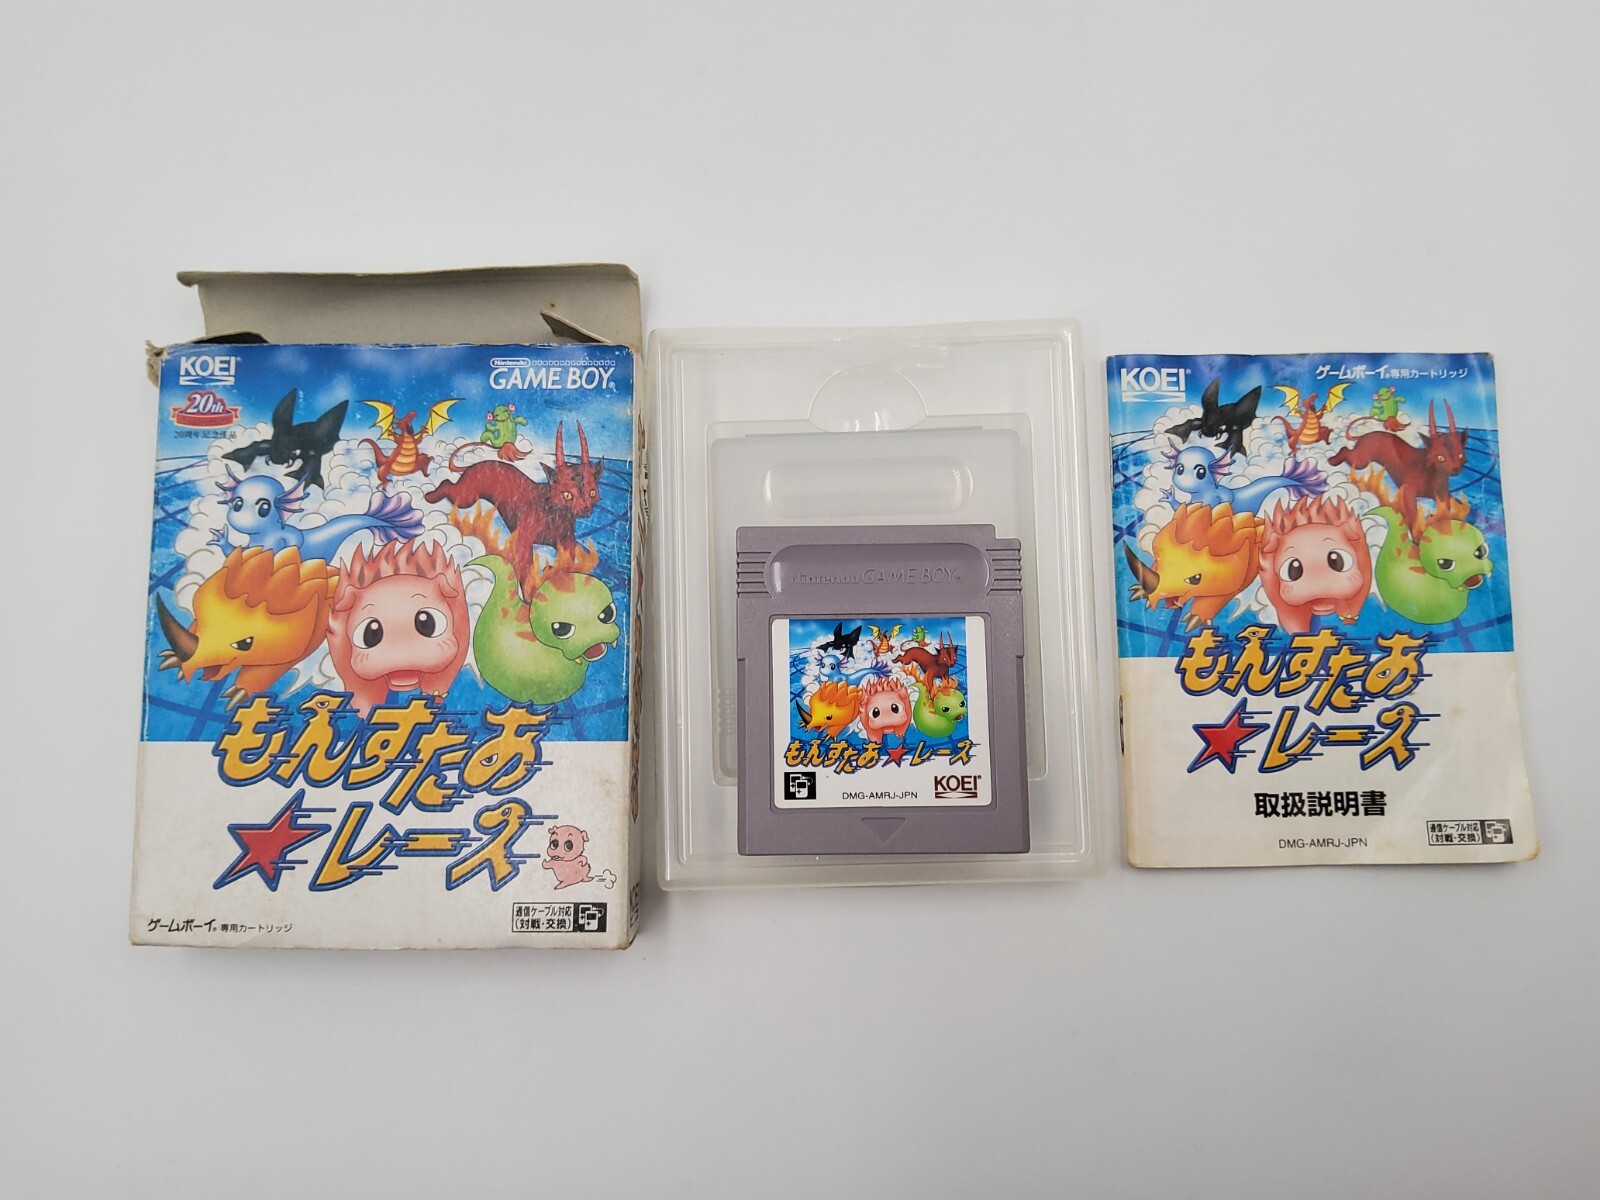 KOEI®
20th
20周年記念作品
Nintendo
GAME BOY®
もんすたあ
★レース
ゲームボーイ®専用カートリッジ
通信ケーブル対応
(対戦・交換)
Nintendo GAME BOY
もんすたあ★レース
DMG-AMRJ-JPN
KOEI®
KOEI®
ゲームボーイ®専用カートリッジ
もんすたあ
★レース
取扱説明書
DMG-AMRJ-JPN
通信ケーブル対応
(対戦・交換)